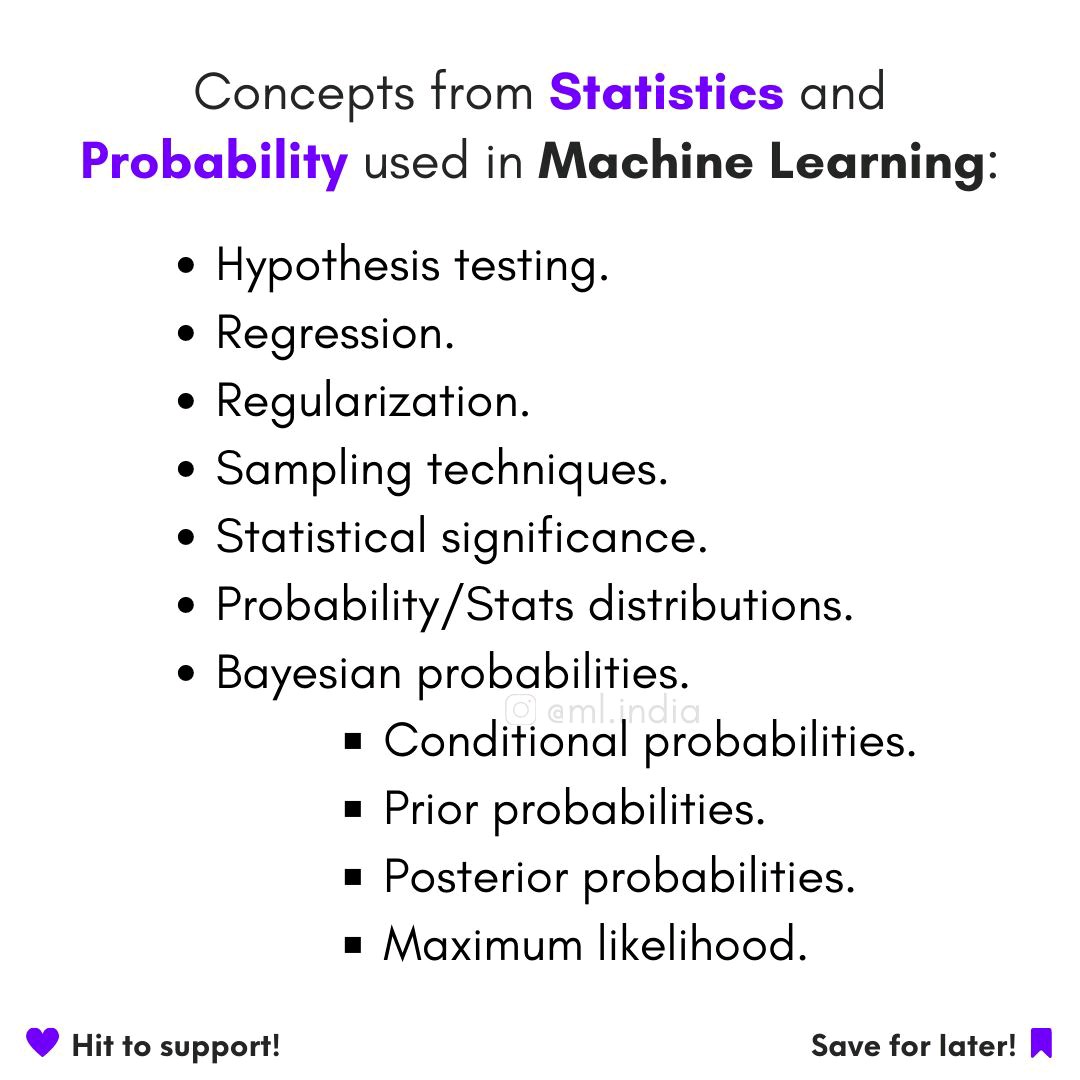 Concepts from Statistics and
Probability used in Machine Learning:
• Hypothesis testing.
• Regression.
• Regularization.
• Sampling techniques.
• Statistical significance.
• Probability/Stats distributions.
• Bayesian probabilities.
@ml.india
▪ Conditional probabilities.
▪ Prior probabilities.
▪ Posterior probabilities.
▪ Maximum likelihood.
Hit to support!
Save for later!